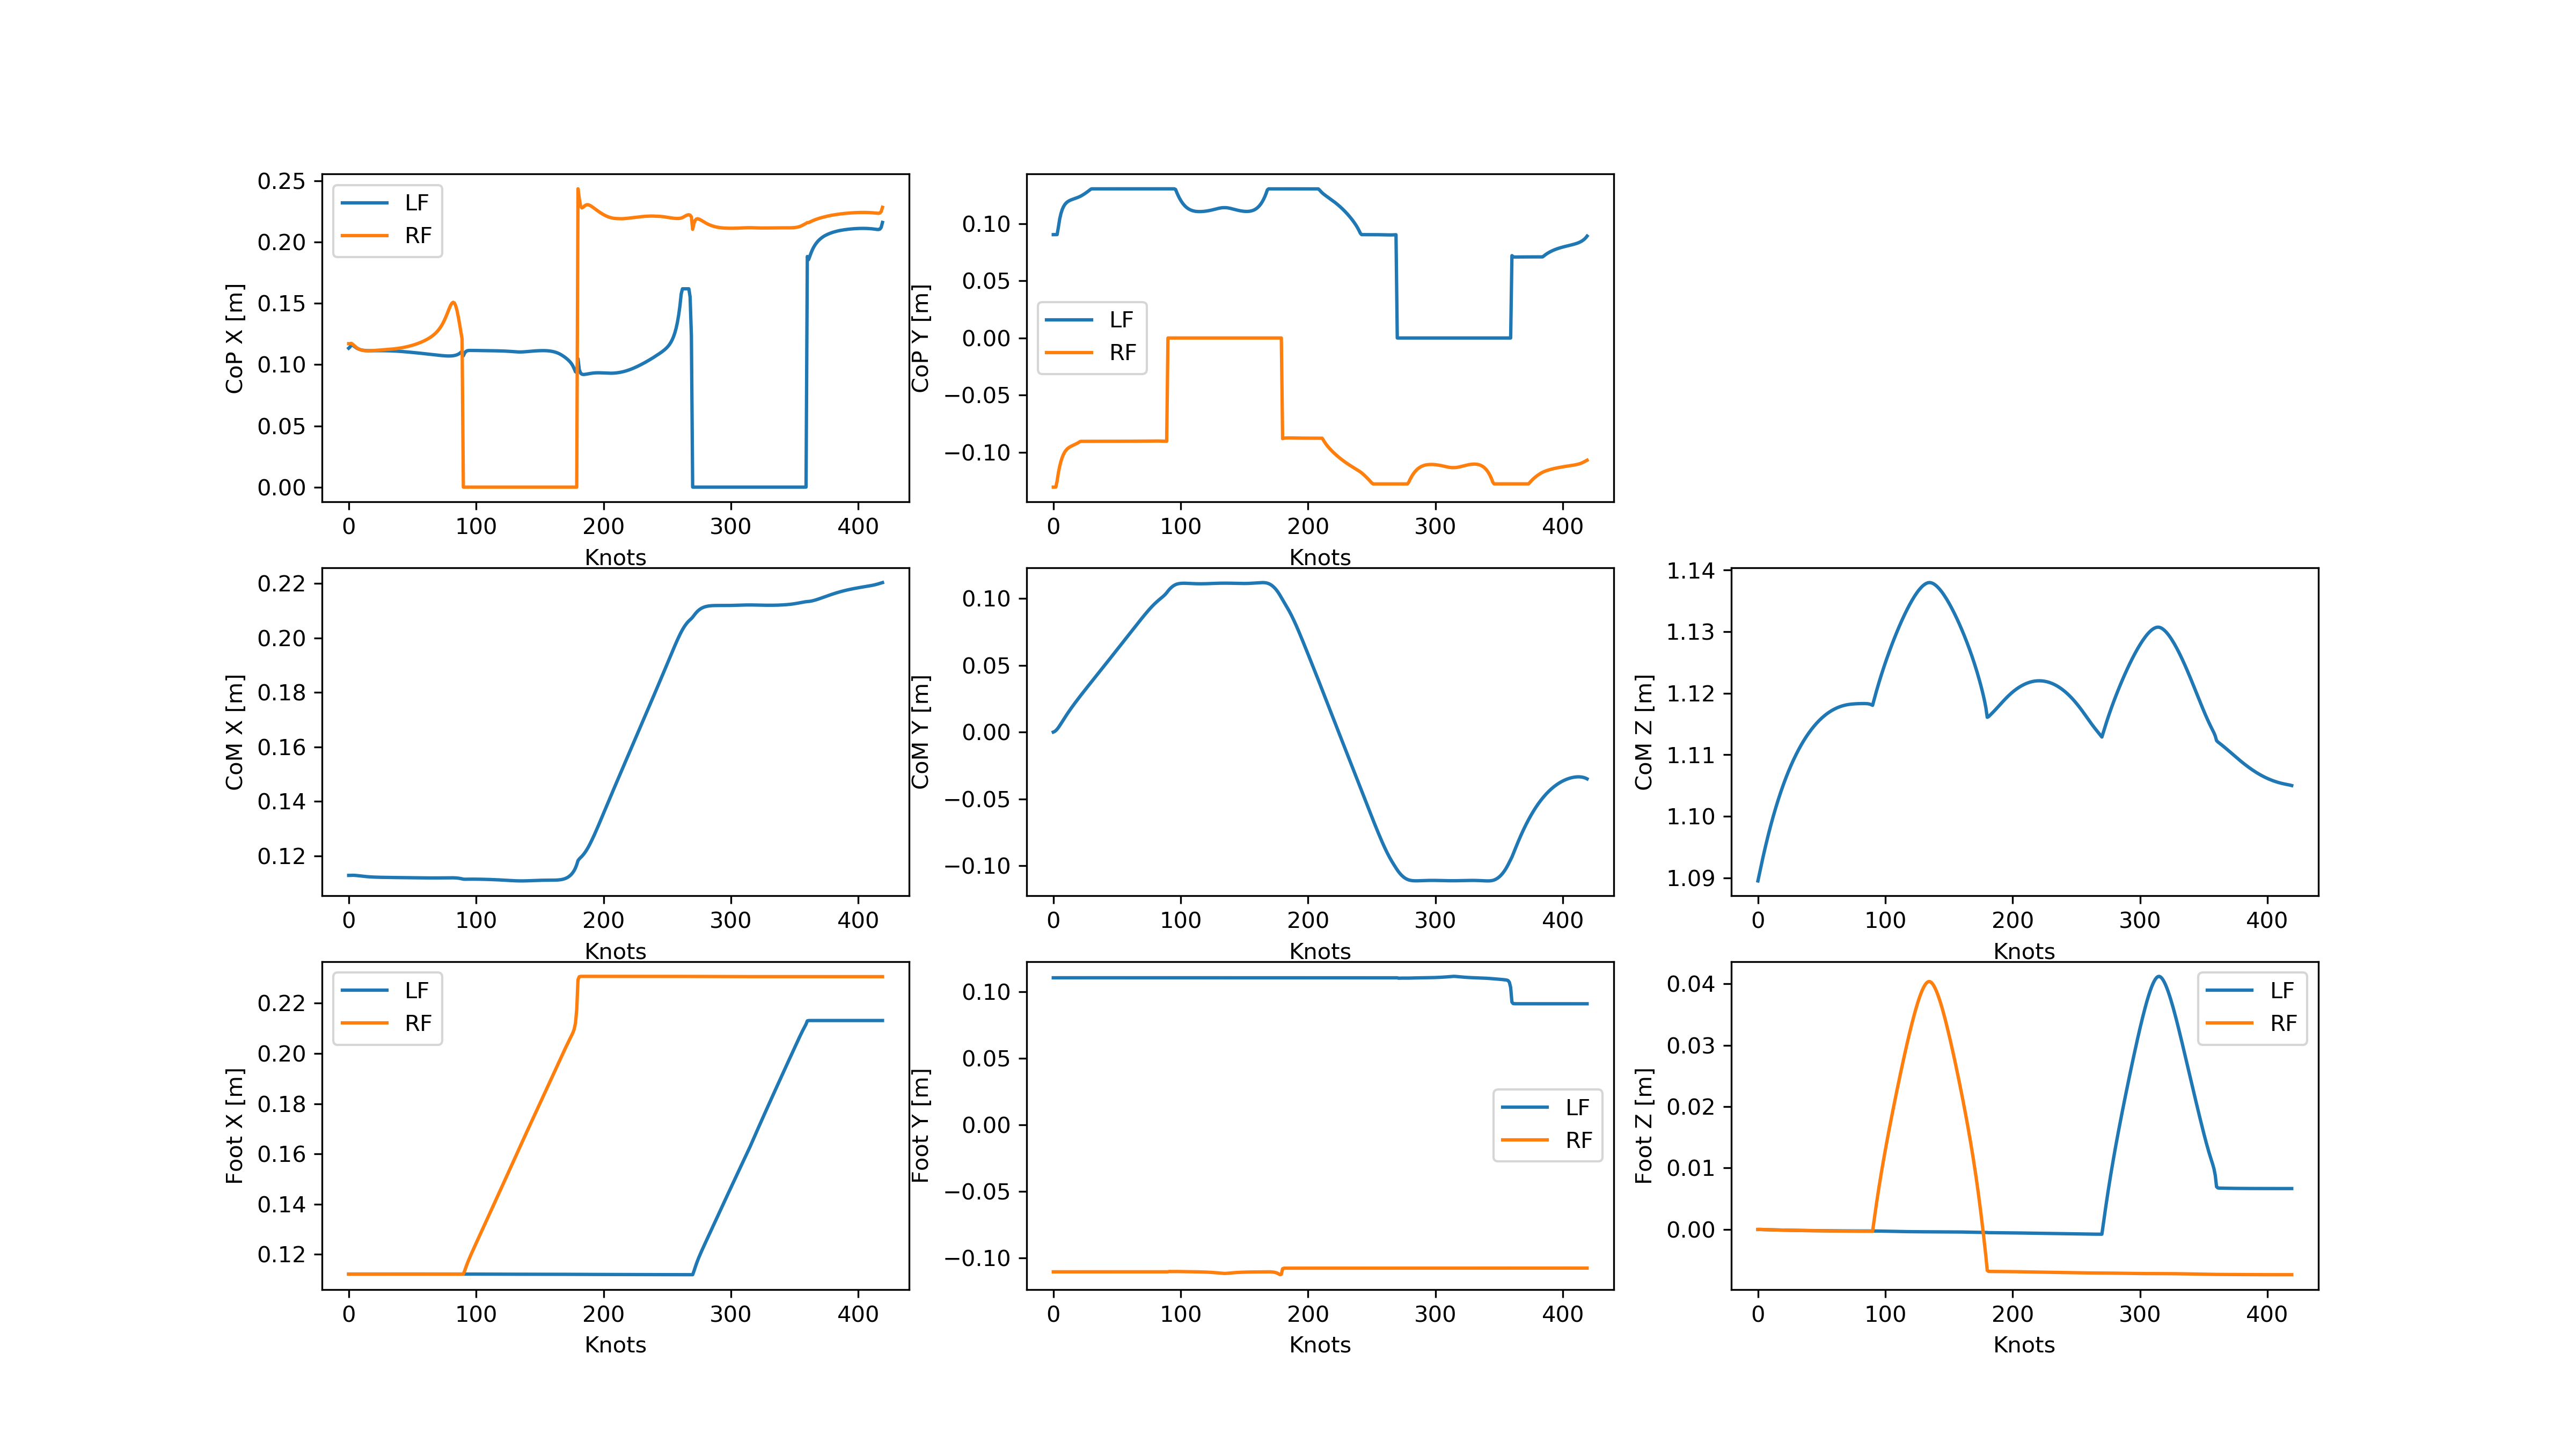 CoP X [m]
0.25
0.20
0.15
0.10
0.05
0.00
LF
RF
0 100 200 300 400
Knots
CoP Y [m]
0.10
0.05
0.00
−0.05
−0.10
LF
RF
0 100 200 300 400
Knots
CoM X [m]
0.22
0.20
0.18
0.16
0.14
0.12
0 100 200 300 400
Knots
CoM Y [m]
0.10
0.05
0.00
−0.05
−0.10
0 100 200 300 400
Knots
CoM Z [m]
1.14
1.13
1.12
1.11
1.10
1.09
0 100 200 300 400
Knots
Foot X [m]
0.22
0.20
0.18
0.16
0.14
0.12
LF
RF
0 100 200 300 400
Knots
Foot Y [m]
0.10
0.05
0.00
−0.05
−0.10
LF
RF
0 100 200 300 400
Knots
Foot Z [m]
0.04
0.03
0.02
0.01
0.00
LF
RF
0 100 200 300 400
Knots